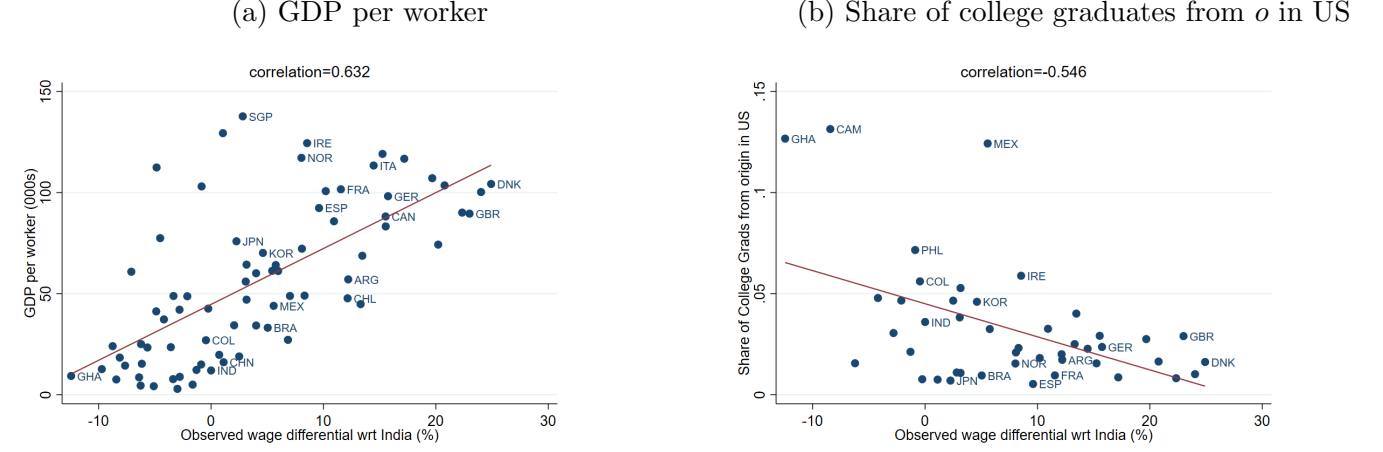 (a) GDP per worker
correlation=0.632
GDP per worker (000s)
150
100
50
0
SGP
IRE
NOR
ITA
FRA
GER
DNK
ESP
CAN
GBR
JPN
KOR
ARG
CHL
MEX
BRA
COL
CHN
IND
GHA
-10 0 10 20 30
Observed wage differential wrt India (%)
(b) Share of college graduates from o in US
correlation=-0.546
Share of College Grads from origin in US
.15
.1
.05
0
CAM
GHA
MEX
PHL
IRE
COL
KOR
IND
GBR
GER
NOR
ARG
DNK
FRA
BRA
JPN
ESP
-10 0 10 20 30
Observed wage differential wrt India (%)